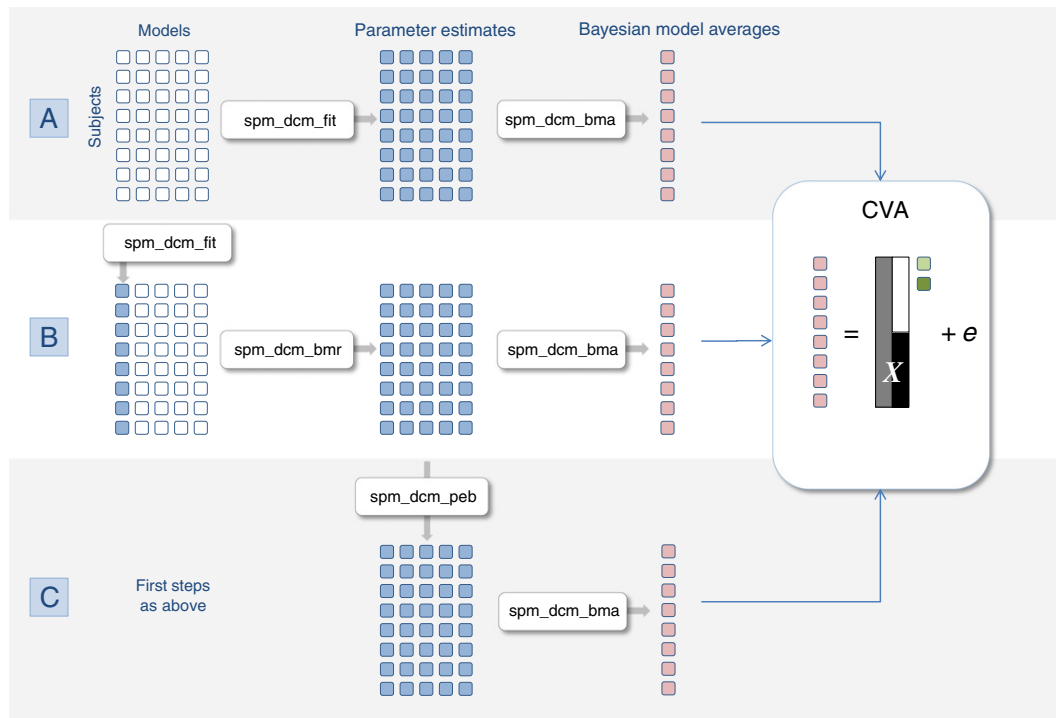 Models
Parameter estimates
Bayesian model averages
Subjects
A
spm_dcm_fit
spm_dcm_bma
CVA
spm_dcm_fit
B
spm_dcm_bmr
spm_dcm_bma
=
X
+ e
spm_dcm_peb
C
First steps
as above
spm_dcm_bma